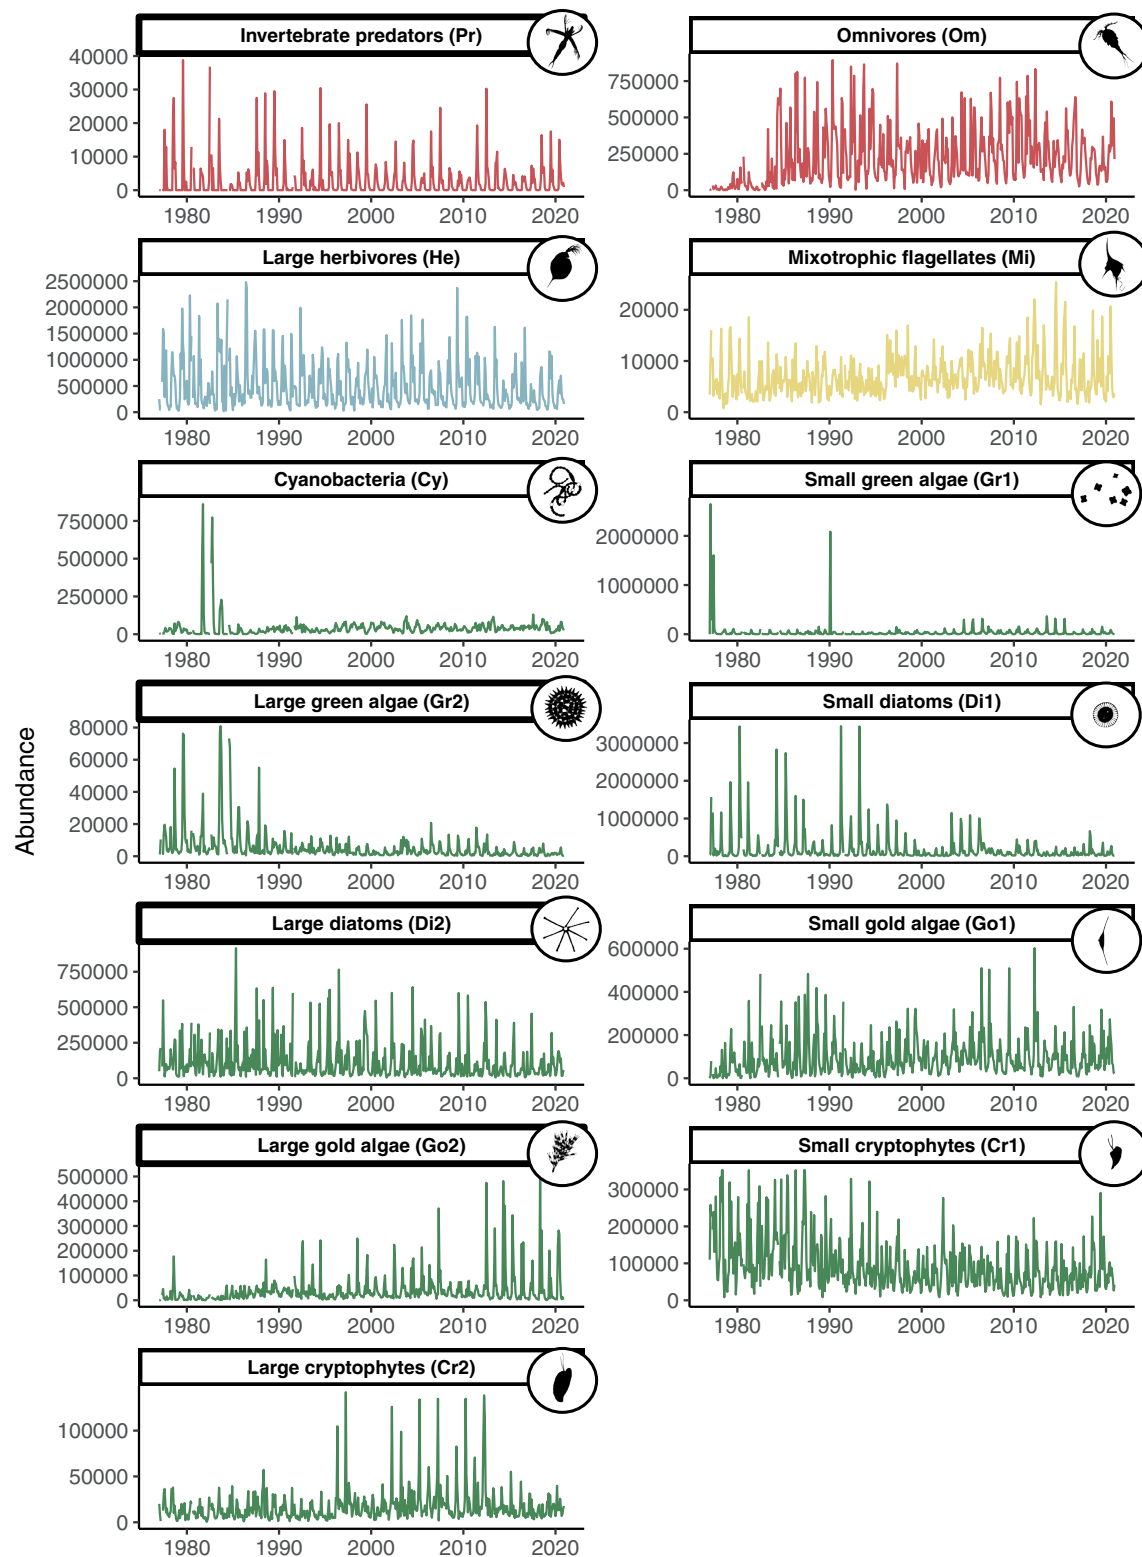 Abundance
Invertebrate predators (Pr)
40000
30000
20000
10000
0
1980 1990 2000 2010 2020
Omnivores (Om)
750000
500000
250000
0
1980 1990 2000 2010 2020
Large herbivores (He)
2500000
2000000
1500000
1000000
500000
0
1980 1990 2000 2010 2020
Mixotrophic flagellates (Mi)
20000
10000
0
1980 1990 2000 2010 2020
Cyanobacteria (Cy)
750000
500000
250000
0
1980 1990 2000 2010 2020
Small green algae (Gr1)
2000000
1000000
0
1980 1990 2000 2010 2020
Large green algae (Gr2)
80000
60000
40000
20000
0
1980 1990 2000 2010 2020
Small diatoms (Di1)
3000000
2000000
1000000
0
1980 1990 2000 2010 2020
Large diatoms (Di2)
750000
500000
250000
0
1980 1990 2000 2010 2020
Small gold algae (Go1)
600000
400000
200000
0
1980 1990 2000 2010 2020
Large gold algae (Go2)
500000
400000
300000
200000
100000
0
1980 1990 2000 2010 2020
Small cryptophytes (Cr1)
300000
200000
100000
0
1980 1990 2000 2010 2020
Large cryptophytes (Cr2)
100000
50000
0
1980 1990 2000 2010 2020